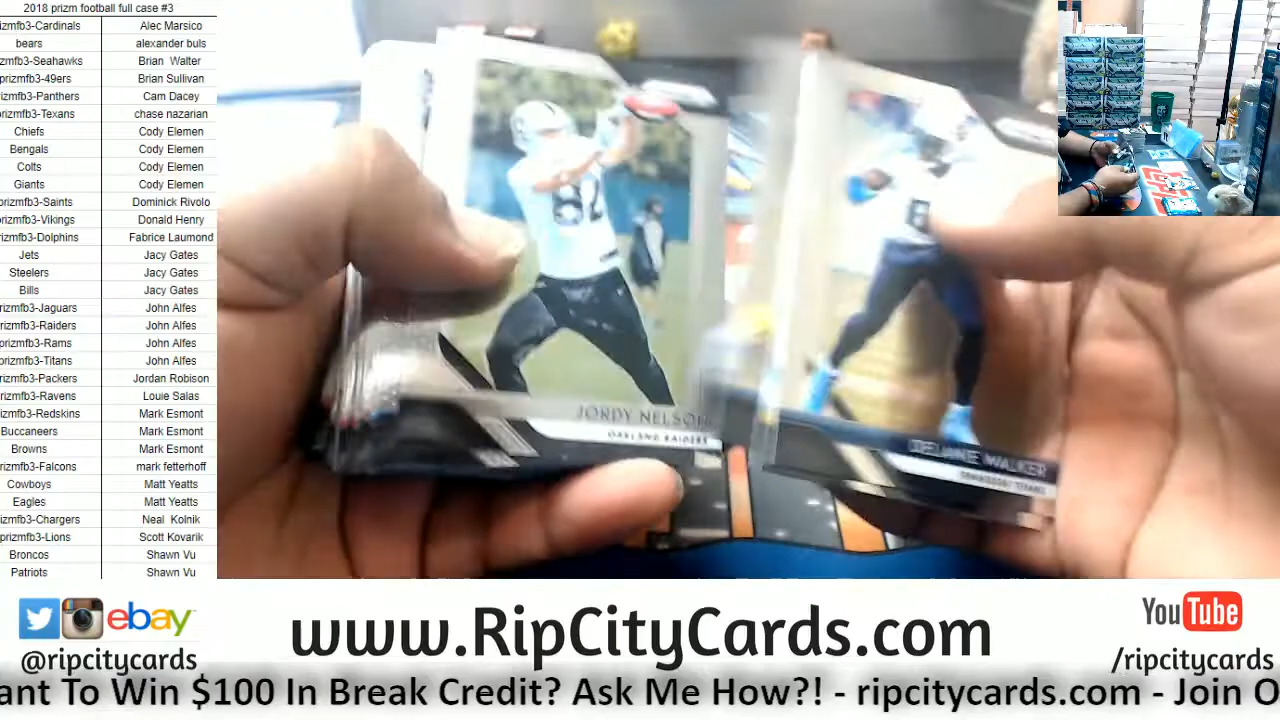 2018 prizm football full case #3
izmfb3-Cardinals Alec Marsico
bears alexander buls
zmfb3-Seahawks Brian Walter
prizmfb3-49ers Brian Sullivan
izmfb3-Panthers Cam Dacey
prizmfb3-Texans chase nazarian
Chiefs Cody Elemen
Bengals Cody Elemen
Colts Cody Elemen
Giants Cody Elemen
prizmfb3-Saints Dominick Rivolo
rizmfb3-Vikings Donald Henry
izmfb3-Dolphins Fabrice Laumond
Jets Jacy Gates
Steelers Jacy Gates
Bills Jacy Gates
rizmfb3-Jaguars John Alfes
rizmfb3-Raiders John Alfes
rizmfb3-Rams John Alfes
prizmfb3-Titans John Alfes
rizmfb3-Packers Jordan Robison
rizmfb3-Ravens Louie Salas
zmfb3-Redskins Mark Esmont
Buccaneers Mark Esmont
Browns Mark Esmont
rizmfb3-Falcons mark fetterhoff
Cowboys Matt Yeatts
Eagles Matt Yeatts
izmfb3-Chargers Neal Kolnik
prizmfb3-Lions Scott Kovarik
Broncos Shawn Vu
Patriots Shawn Vu
82
JORDY NELSON
OAKLAND RAIDERS
DELANIE WALKER
TENNESSEE TITANS
ebay
@ripcitycards
www.RipCityCards.com
YouTube
/ripcitycards
ant To Win $100 In Break Credit? Ask Me How?! - ripcitycards.com - Join O